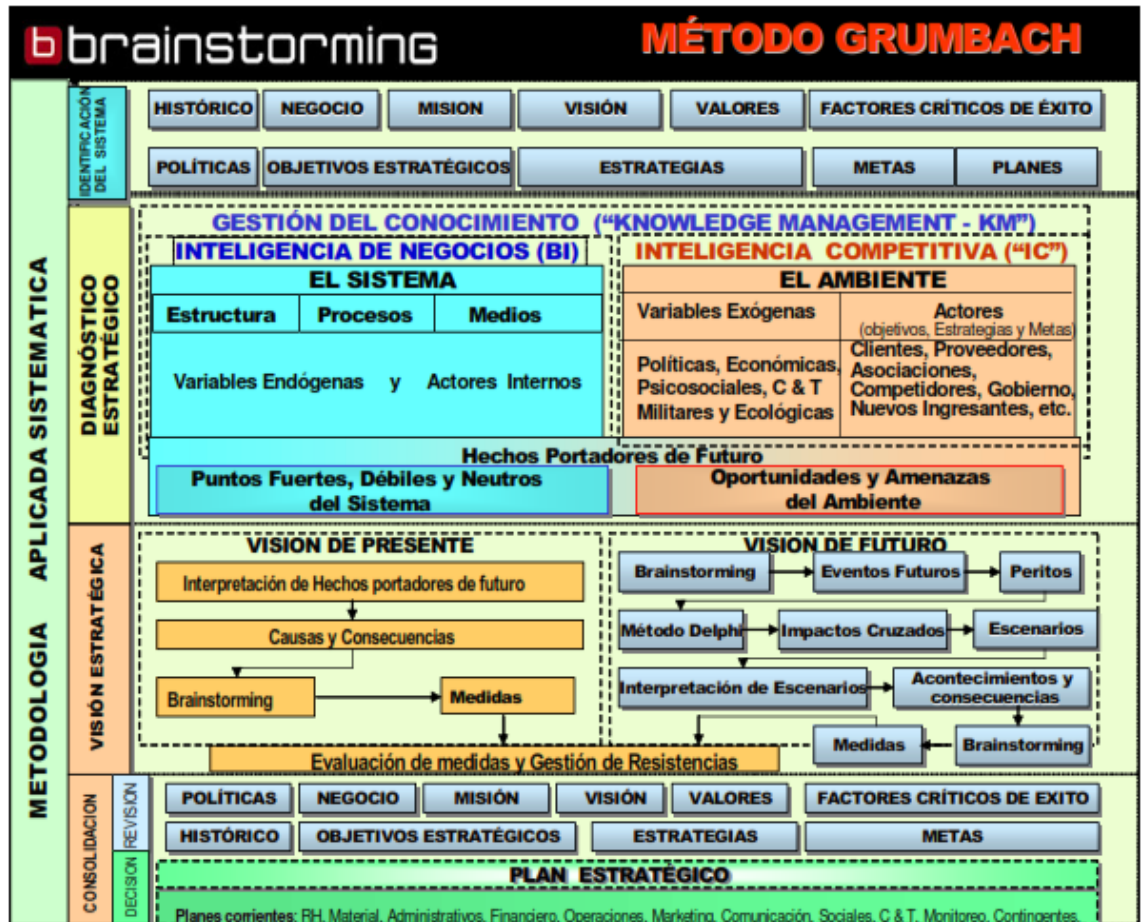 b brainstorming
MÉTODO GRUMBACH
METODOLOGIA APLICADA SISTEMATICA
IDENTIFICACIÓN
DEL SISTEMA
HISTÓRICO NEGOCIO MISION VISIÓN VALORES FACTORES CRÍTICOS DE ÉXITO
POLÍTICAS OBJETIVOS ESTRATÉGICOS ESTRATEGIAS METAS PLANES
DIAGNÓSTICO
ESTRATÉGICO
GESTIÓN DEL CONOCIMIENTO (“KNOWLEDGE MANAGEMENT - KM”)
INTELIGENCIA DE NEGOCIOS (BI)
EL SISTEMA
Estructura Procesos Medios
Variables Endógenas y Actores Internos
INTELIGENCIA COMPETITIVA (“IC”)
EL AMBIENTE
Variables Exógenas
Políticas, Económicas,
Psicosociales, C & T
Militares y Ecológicas
Actores
(objetivos, Estrategias y Metas)
Clientes, Proveedores,
Asociaciones,
Competidores, Gobierno,
Nuevos Ingresantes, etc.
Hechos Portadores de Futuro
Puntos Fuertes, Débiles y Neutros
del Sistema
Oportunidades y Amenazas
del Ambiente
VISIÓN ESTRATÉGICA
VISION DE PRESENTE
Interpretación de Hechos portadores de futuro
Causas y Consecuencias
Brainstorming Medidas
VISION DE FUTURO
Brainstorming Eventos Futuros Peritos
Método Delphi Impactos Cruzados Escenarios
Interpretación de Escenarios Acontecimientos y
consecuencias
Medidas Brainstorming
Evaluación de medidas y Gestión de Resistencias
CONSOLIDACION
REVISIÓN
POLÍTICAS NEGOCIO MISIÓN VISIÓN VALORES FACTORES CRÍTICOS DE EXITO
HISTÓRICO OBJETIVOS ESTRATÉGICOS ESTRATEGIAS METAS
DECISION
PLAN ESTRATÉGICO
Planes corrientes: RH, Material, Administrativos, Financiero, Operaciones, Marketing, Comunicación, Sociales, C & T, Monitoreo, Contingentes,